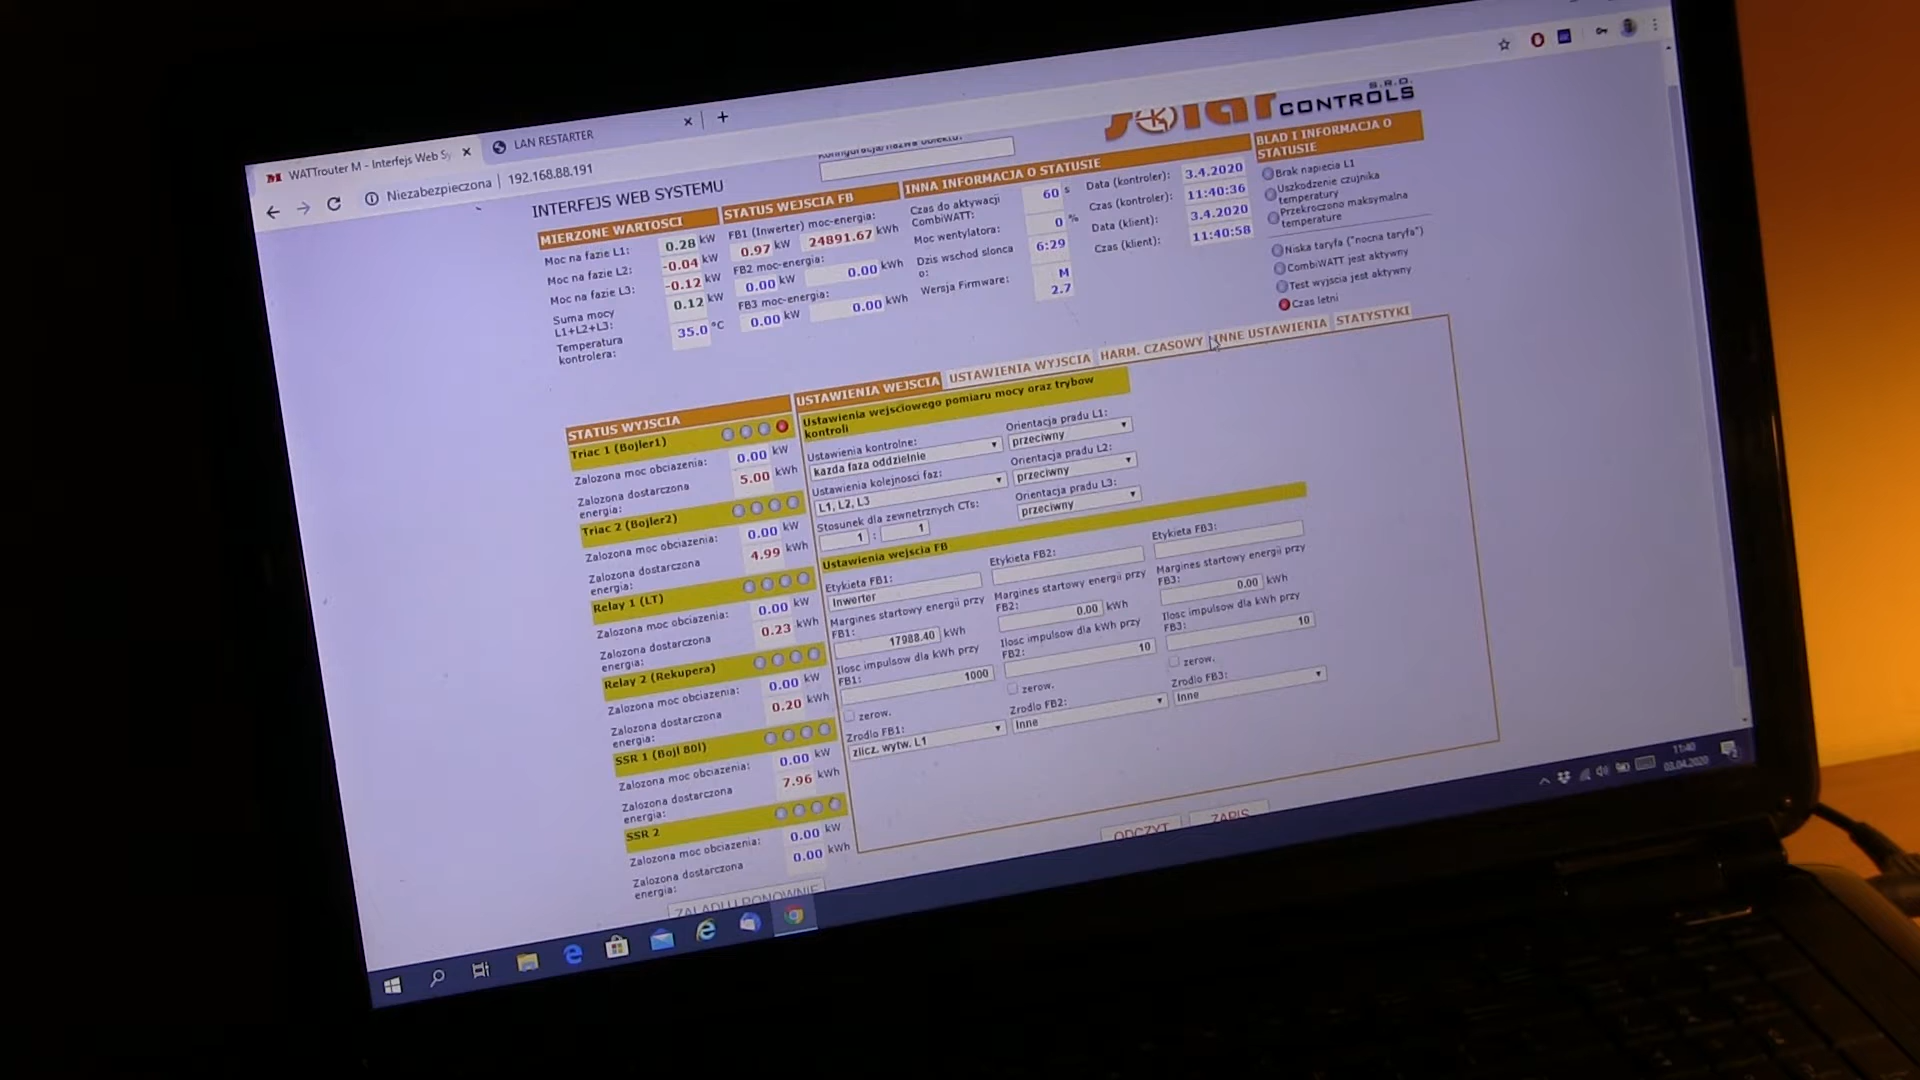 WATTrouter M - Interfejs Web Sy
LAN RESTARTER
Niezabezpieczona | 192.168.88.191
solar CONTROLS S.R.O.
INTERFEJS WEB SYSTEMU
Konfiguracja/nazwa obiektu:
MIERZONE WARTOSCI
Moc na fazie L1: 0.28 kW
Moc na fazie L2: -0.04 kW
Moc na fazie L3: -0.12 kW
Suma mocy L1+L2+L3: 0.12 kW
Temperatura kontrolera: 35.0 °C
STATUS WEJSCIA FB
FB1 (Inwerter) moc-energia:
0.97 kW 24891.67 kWh
FB2 moc-energia:
0.00 kW 0.00 kWh
FB3 moc-energia:
0.00 kW 0.00 kWh
INNA INFORMACJA O STATUSIE
Czas do aktywacji CombiWATT: 60 s
Moc wentylatora: 0 %
Dzis wschod slonca o: 6:29
Wersja Firmware: M 2.7
Data (kontroler): 3.4.2020
Czas (kontroler): 11:40:36
Data (klient): 3.4.2020
Czas (klient): 11:40:58
BLAD I INFORMACJA O STATUSIE
Brak napiecia L1
Uszkodzenie czujnika temperatury
Przekroczono maksymalna temperature
Niska taryfa ("nocna taryfa")
CombiWATT jest aktywny
Test wyjscia jest aktywny
Czas letni
STATUS WYJSCIA
Triac 1 (Bojler1)
Zalozona moc obciazenia: 0.00 kW
Zalozona dostarczona energia: 5.00 kWh
Triac 2 (Bojler2)
Zalozona moc obciazenia: 0.00 kW
Zalozona dostarczona energia: 4.99 kWh
Relay 1 (LT)
Zalozona moc obciazenia: 0.00 kW
Zalozona dostarczona energia: 0.23 kWh
Relay 2 (Rekupera)
Zalozona moc obciazenia: 0.00 kW
Zalozona dostarczona energia: 0.20 kWh
SSR 1 (Bojl 80l)
Zalozona moc obciazenia: 0.00 kW
Zalozona dostarczona energia: 7.96 kWh
SSR 2
Zalozona moc obciazenia: 0.00 kW
Zalozona dostarczona energia: 0.00 kWh
ZALADUJ PONOWNIE
USTAWIENIA WEJSCIA USTAWIENIA WYJSCIA HARM. CZASOWY INNE USTAWIENIA STATYSTYKI
Ustawienia wejsciowego pomiaru mocy oraz trybow kontroli
Ustawienia kontrolne:
kazda faza oddzielnie
Ustawienia kolejnosci faz:
L1, L2, L3
Stosunek dla zewnetrznych CTs:
1 : 1
Orientacja pradu L1:
przeciwny
Orientacja pradu L2:
przeciwny
Orientacja pradu L3:
przeciwny
Ustawienia wejscia FB
Etykieta FB1:
Inwerter
Margines startowy energii przy FB1:
17988.40 kWh
Ilosc impulsow dla kWh przy FB1:
1000
zerow.
Zrodlo FB1:
zlicz. wytw. L1
Etykieta FB2:
Margines startowy energii przy FB2:
0.00 kWh
Ilosc impulsow dla kWh przy FB2:
10
zerow.
Zrodlo FB2:
Inne
Etykieta FB3:
Margines startowy energii przy FB3:
0.00 kWh
Ilosc impulsow dla kWh przy FB3:
10
zerow.
Zrodlo FB3:
Inne
ODCZYT ZAPIS
11:40
03.04.2020